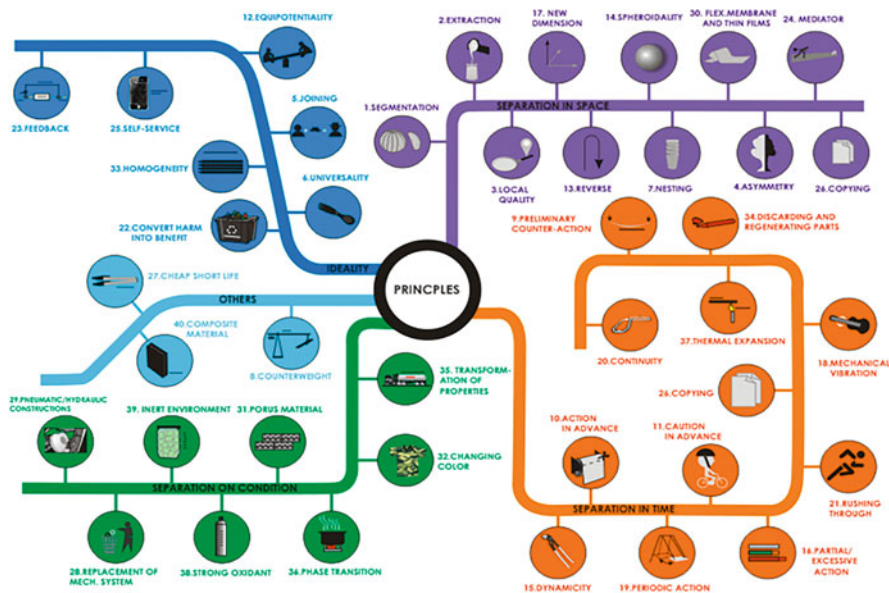 12.EQUIPOTENTIALITY
23.FEEDBACK
25.SELF-SERVICE
5.JOINING
33.HOMOGENEITY
6.UNIVERSALITY
22.CONVERT HARM
INTO BENEFIT
IDEALITY
2.EXTRACTION
17. NEW
DIMENSION
14.SPHEROIDALITY
30. FLEX.MEMBRANE
AND THIN FILMS
24. MEDIATOR
1.SEGMENTATION
SEPARATION IN SPACE
3.LOCAL
QUALITY
13.REVERSE
7.NESTING
4.ASYMMETRY
26.COPYING
PRINCPLES
27.CHEAP SHORT LIFE
OTHERS
40.COMPOSITE
MATERIAL
8.COUNTERWEIGHT
9.PRELIMINARY
COUNTER-ACTION
34.DISCARDING AND
REGENERATING PARTS
20.CONTINUITY
37.THERMAL EXPANSION
18.MECHANICAL
VIBRATION
26.COPYING
10.ACTION
IN ADVANCE
11.CAUTION
IN ADVANCE
21.RUSHING
THROUGH
SEPARATION IN TIME
15.DYNAMICITY
19.PERIODIC ACTION
16.PARTIAL/
EXCESSIVE
ACTION
35. TRANSFORM-
ATION OF
PROPERTIES
29.PNEUMATIC/HYDRAULIC
CONSTRUCTIONS
39. INERT ENVIRONMENT
31.PORUS MATERIAL
32.CHANGING
COLOR
SEPARATION ON CONDITION
28.REPLACEMENT OF
MECH. SYSTEM
38.STRONG OXIDANT
36.PHASE TRANSITION